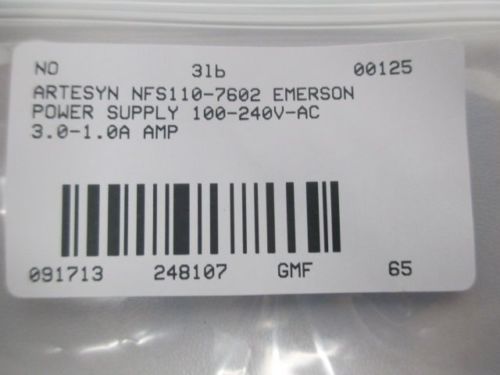 NO 3lb 00125
ARTESYN NFS110-7602 EMERSON
POWER SUPPLY 100-240V-AC
3.0-1.0A AMP
091713 248107 GMF 65